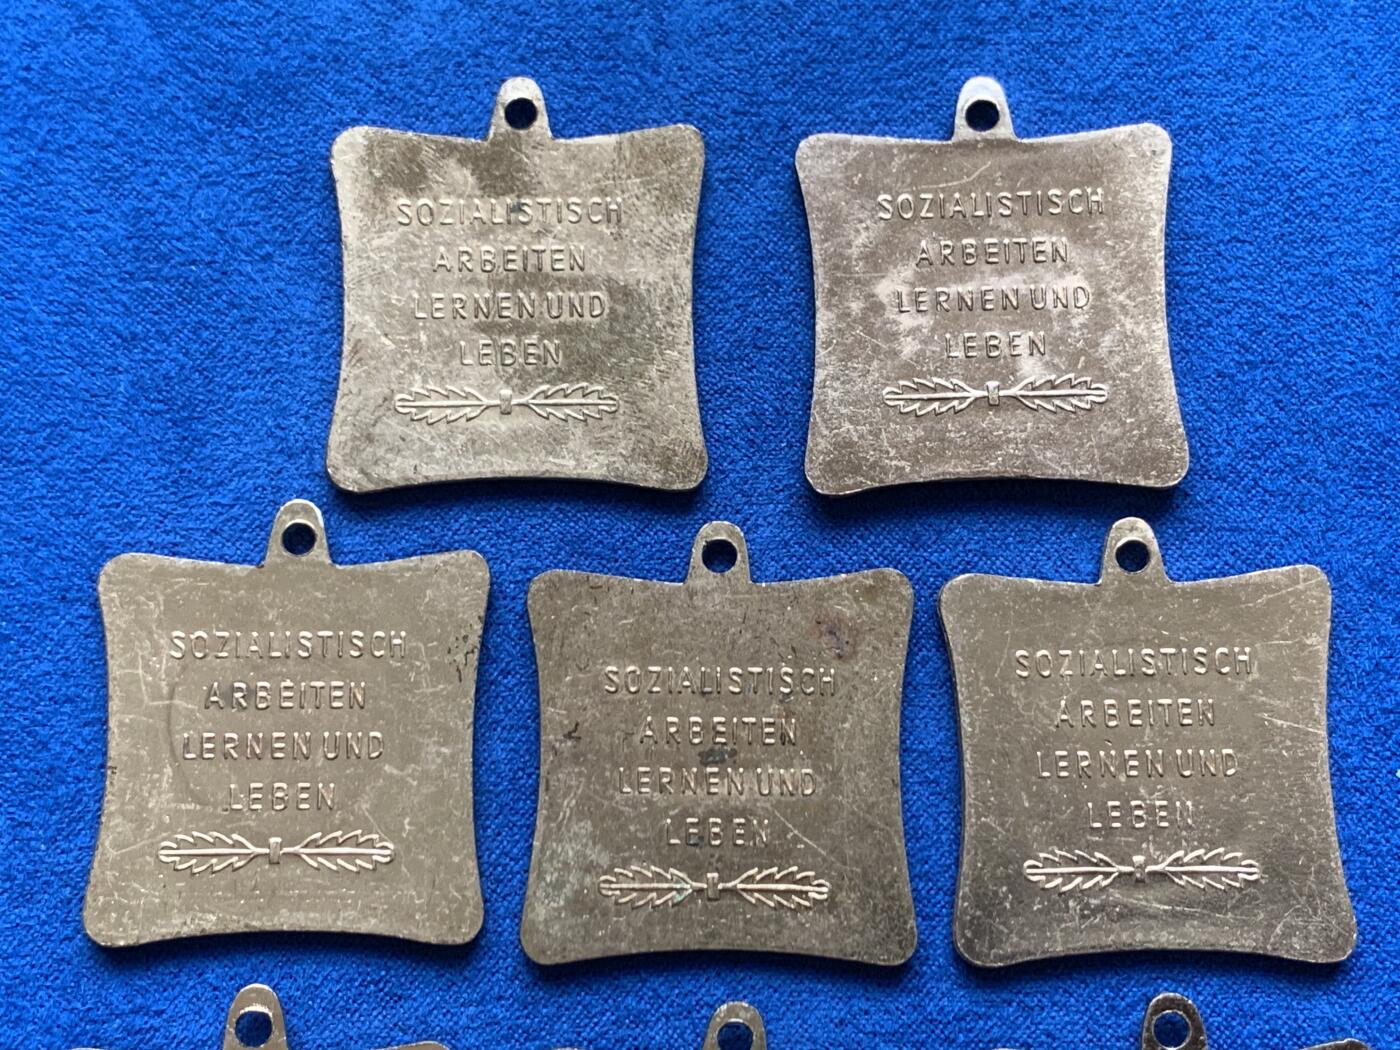 SOZIALISTISCH
ARBEITEN
LERNEN UND
LEBEN
SOZIALISTISCH
ARBEITEN
LERNEN UND
LEBEN
SOZIALISTISCH
ARBEITEN
LERNEN UND
LEBEN
SOZIALISTISCH
ARBEITEN
LERNEN UND
LEBEN
SOZIALISTISCH
ARBEITEN
LERNEN UND
LEBEN